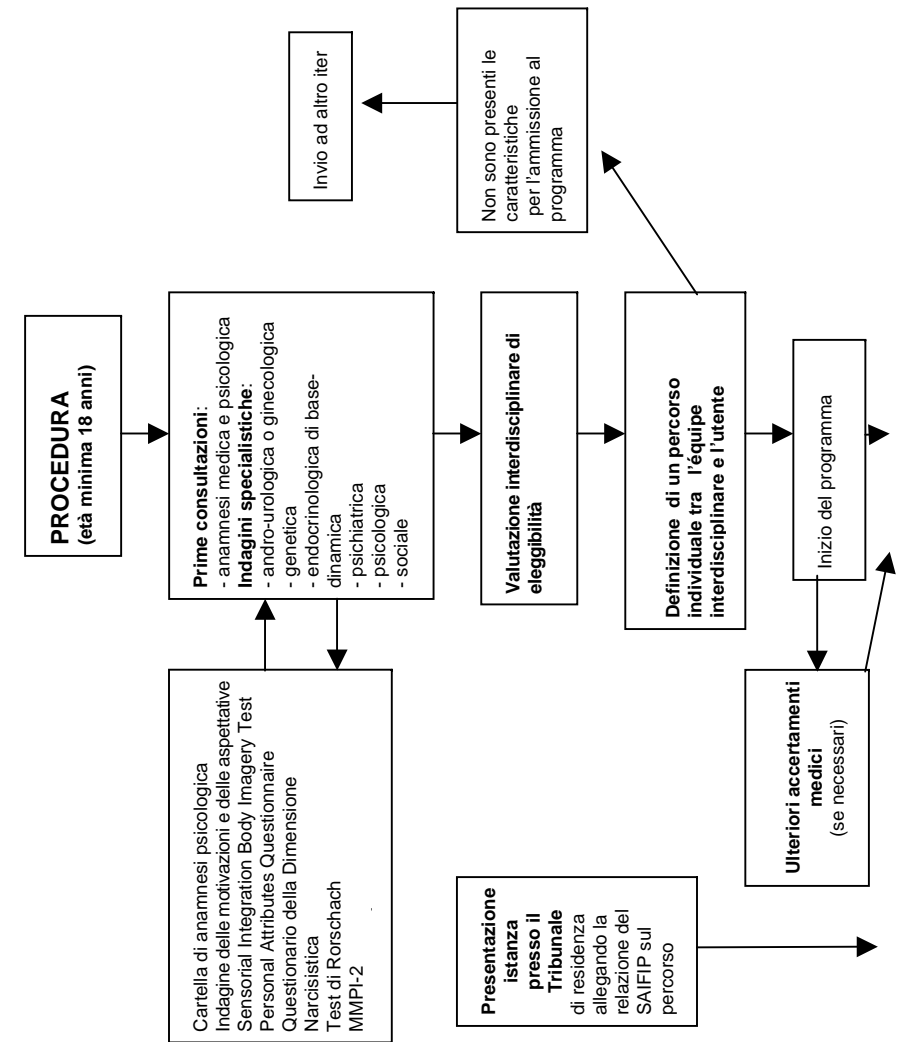 PROCEDURA
(età minima 18 anni)
Prime consultazioni:
- anamnesi medica e psicologica
Indagini specialistiche:
- andro-urologica o ginecologica
- genetica
- endocrinologica di base-
dinamica
- psichiatrica
- psicologica
- sociale
Cartella di anamnesi psicologica
Indagine delle motivazioni e delle aspettative
Sensorial Integration Body Imagery Test
Personal Attributes Questionnaire
Questionario della Dimensione
Narcisistica
Test di Rorschach
MMPI-2
Valutazione interdisciplinare di
eleggibilità
Definizione di un percorso
individuale tra l'équipe
interdisciplinare e l'utente
Non sono presenti le
caratteristiche
per l'ammissione al
programma
Invio ad altro iter
Inizio del programma
Ulteriori accertamenti
medici
(se necessari)
Presentazione
istanza
presso il
Tribunale
di residenza
allegando la
relazione del
SAIFIP sul
percorso